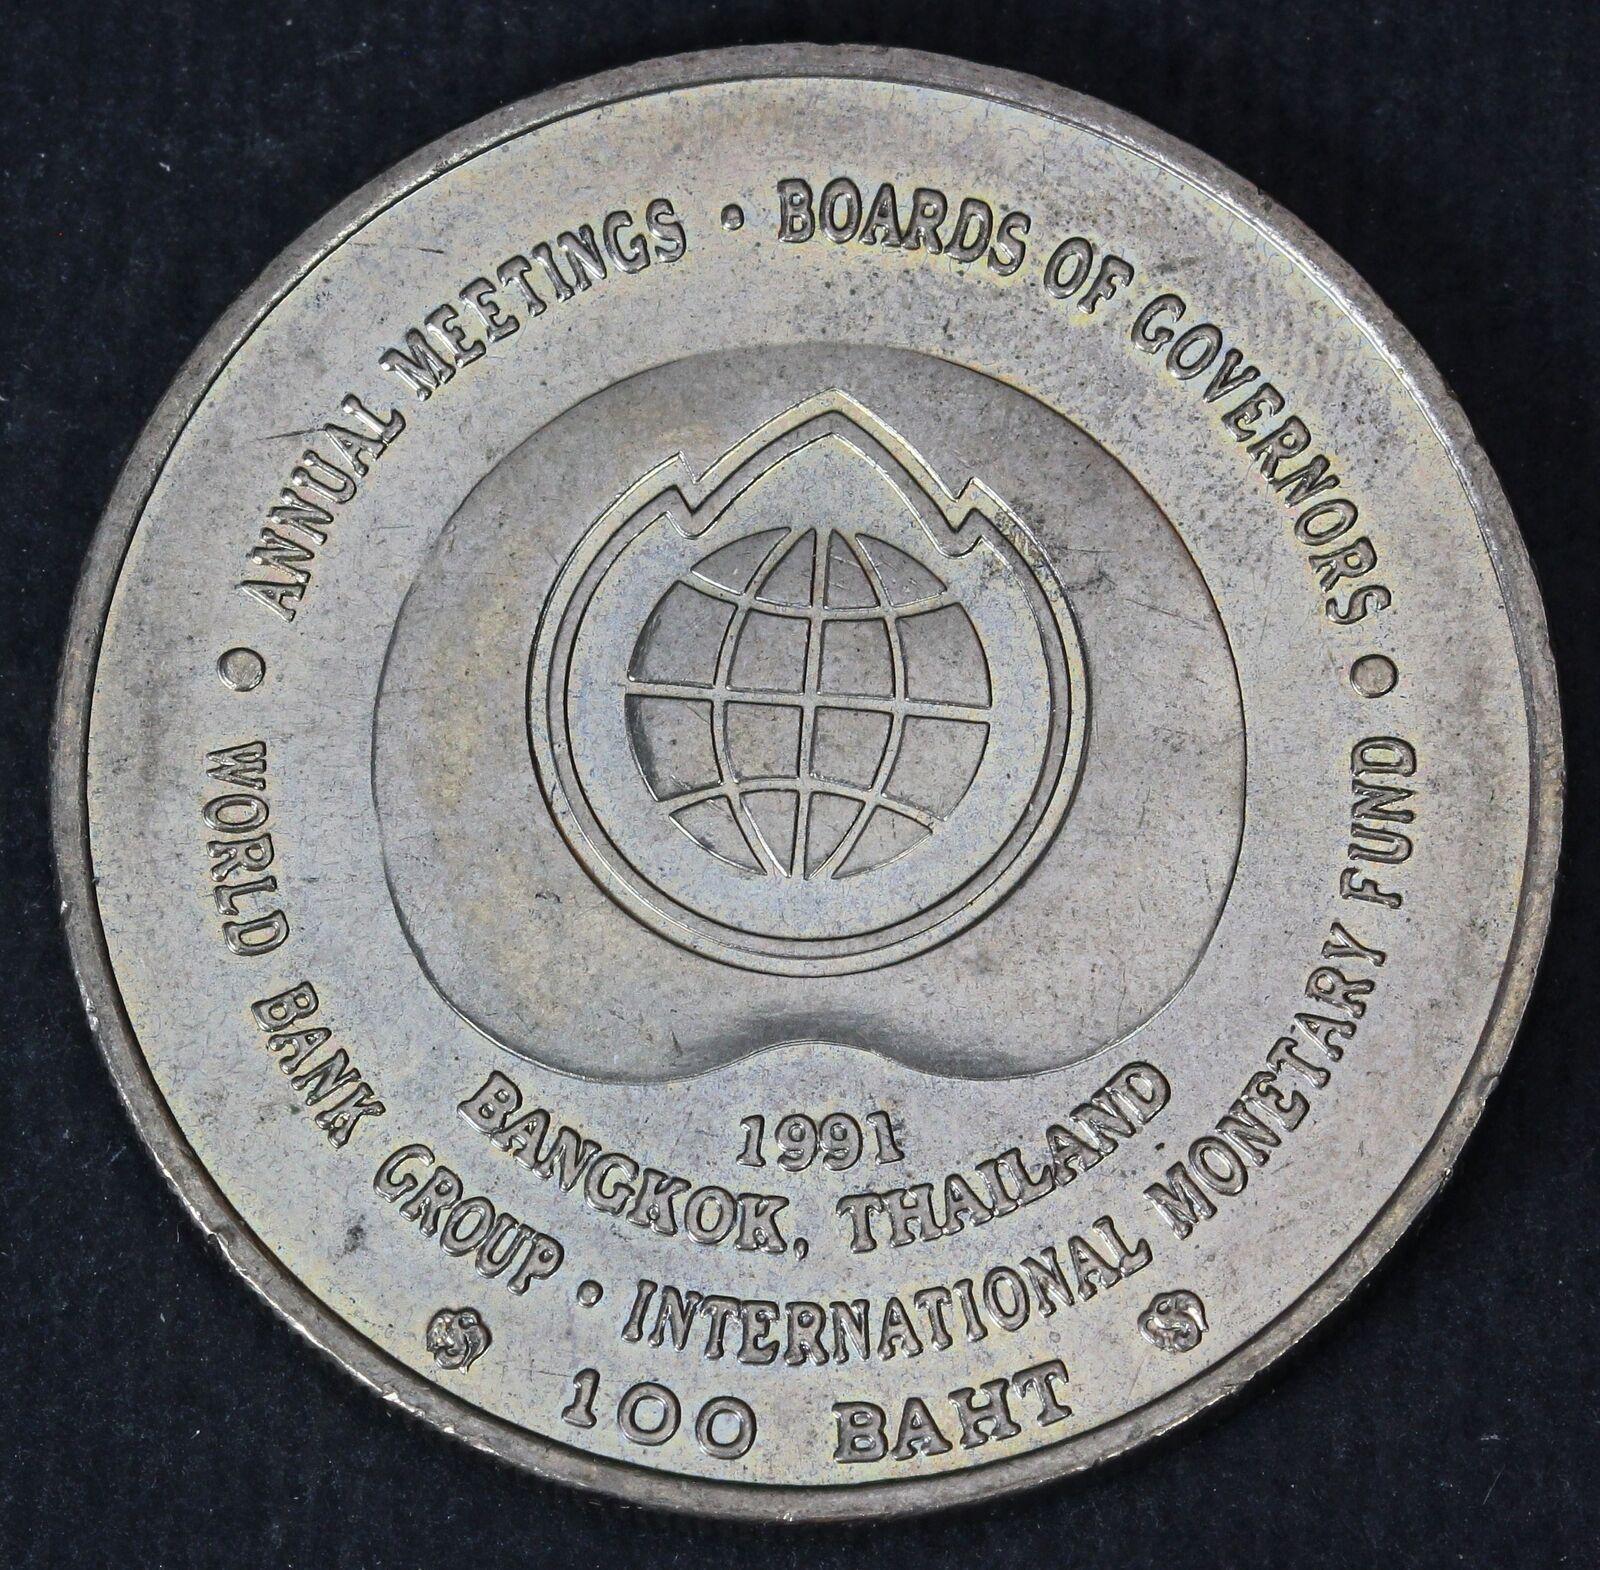 ANNUAL MEETINGS • BOARDS OF GOVERNORS
WORLD BANK GROUP • INTERNATIONAL MONETARY FUND
1991
BANGKOK, THAILAND
100 BAHT